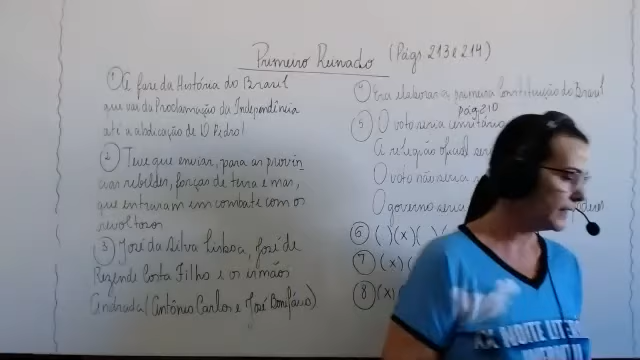 Primeiro Reinado (Págs. 213 e 214)
① A fase da História do Brasil
que vai da Proclamação da Independência
até a abdicação de D. Pedro I
② Teve que enviar, para as provín
cias rebeldes, forças de terra e mar,
que entraram em combate com os
revoltosos
③ José da Silva Lisboa, José de
Rezende Costa Filho e os irmãos
Andrada (Antônio Carlos e José Bonifácio).
④ Era elaborar a primeira Constituição do Brasil
pág 210
⑤ O voto seria censitário
A religião oficial ser
O voto não seria
O governo seria
⑥ ( ) (x) ( )
⑦ (x)
⑧ (x)
NOITE